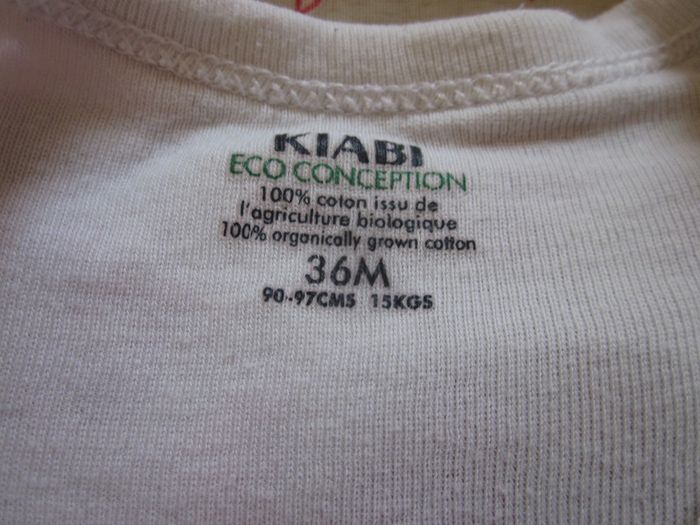 KIABI
ECO CONCEPTION
100% coton issu de
l'agriculture biologique
100% organically grown cotton
36M
90-97CMS 15KGS